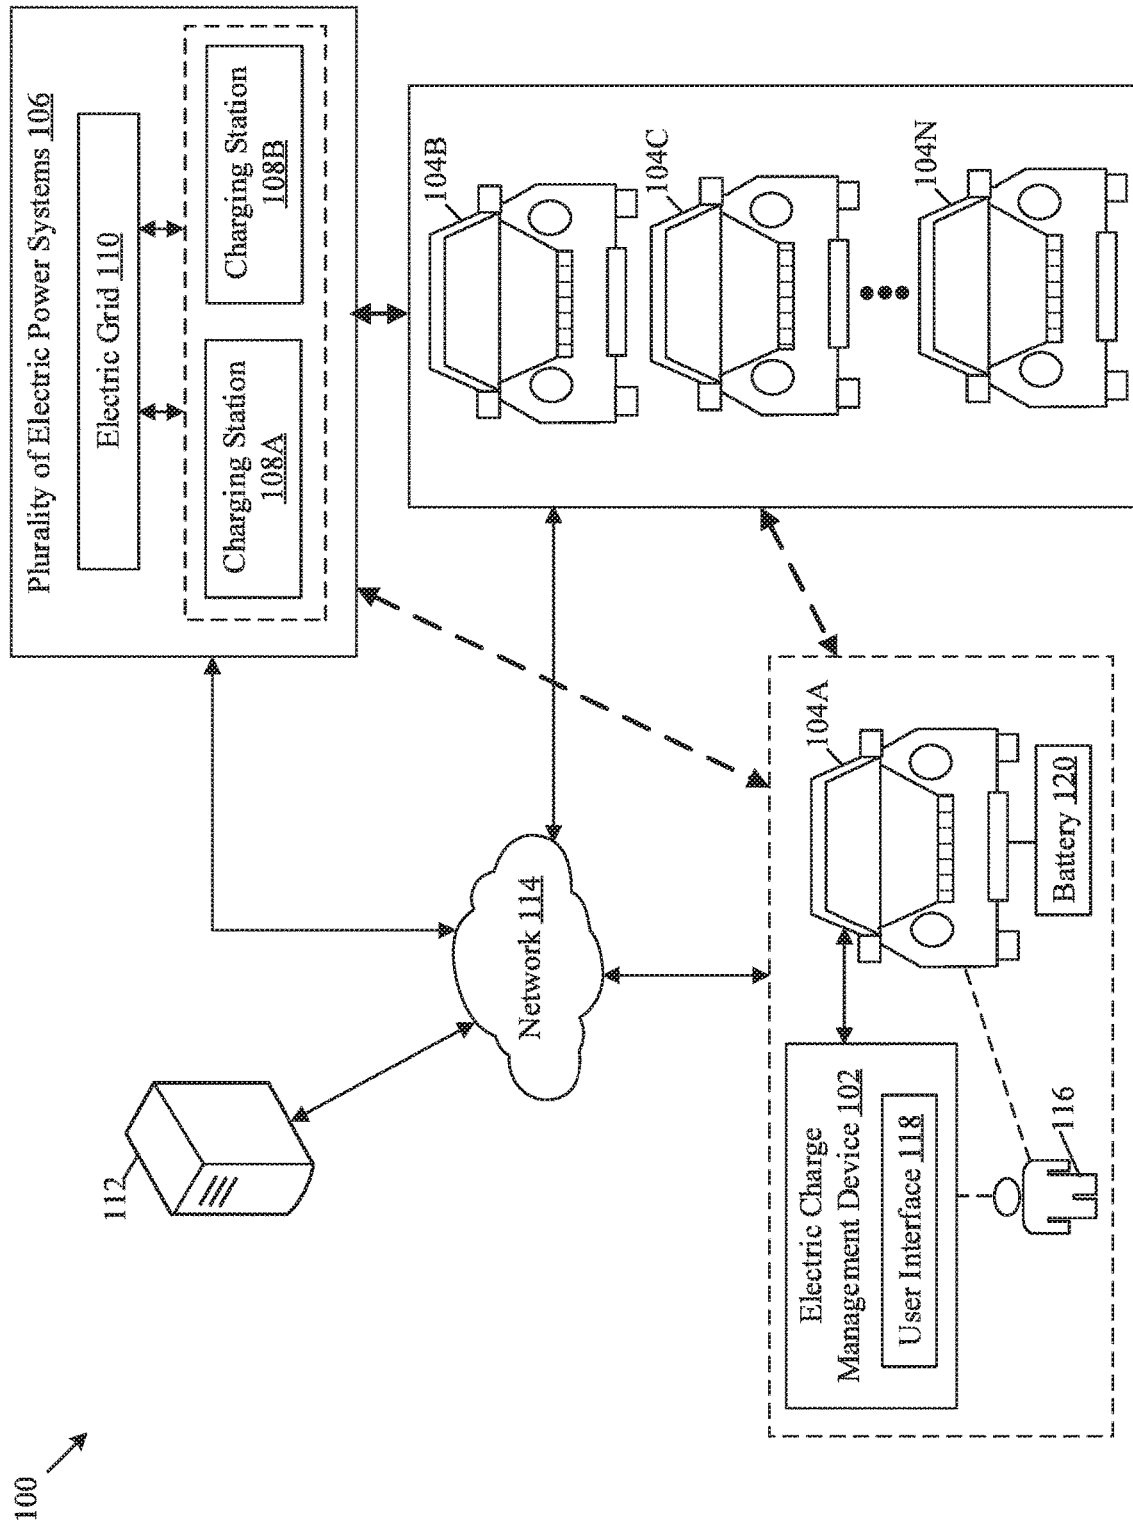 100
112
Plurality of Electric Power Systems 106
Electric Grid 110
Charging Station
108A
Charging Station
108B
Network 114
104B
104C
104N
Electric Charge
Management Device 102
User Interface 118
116
104A
Battery 120